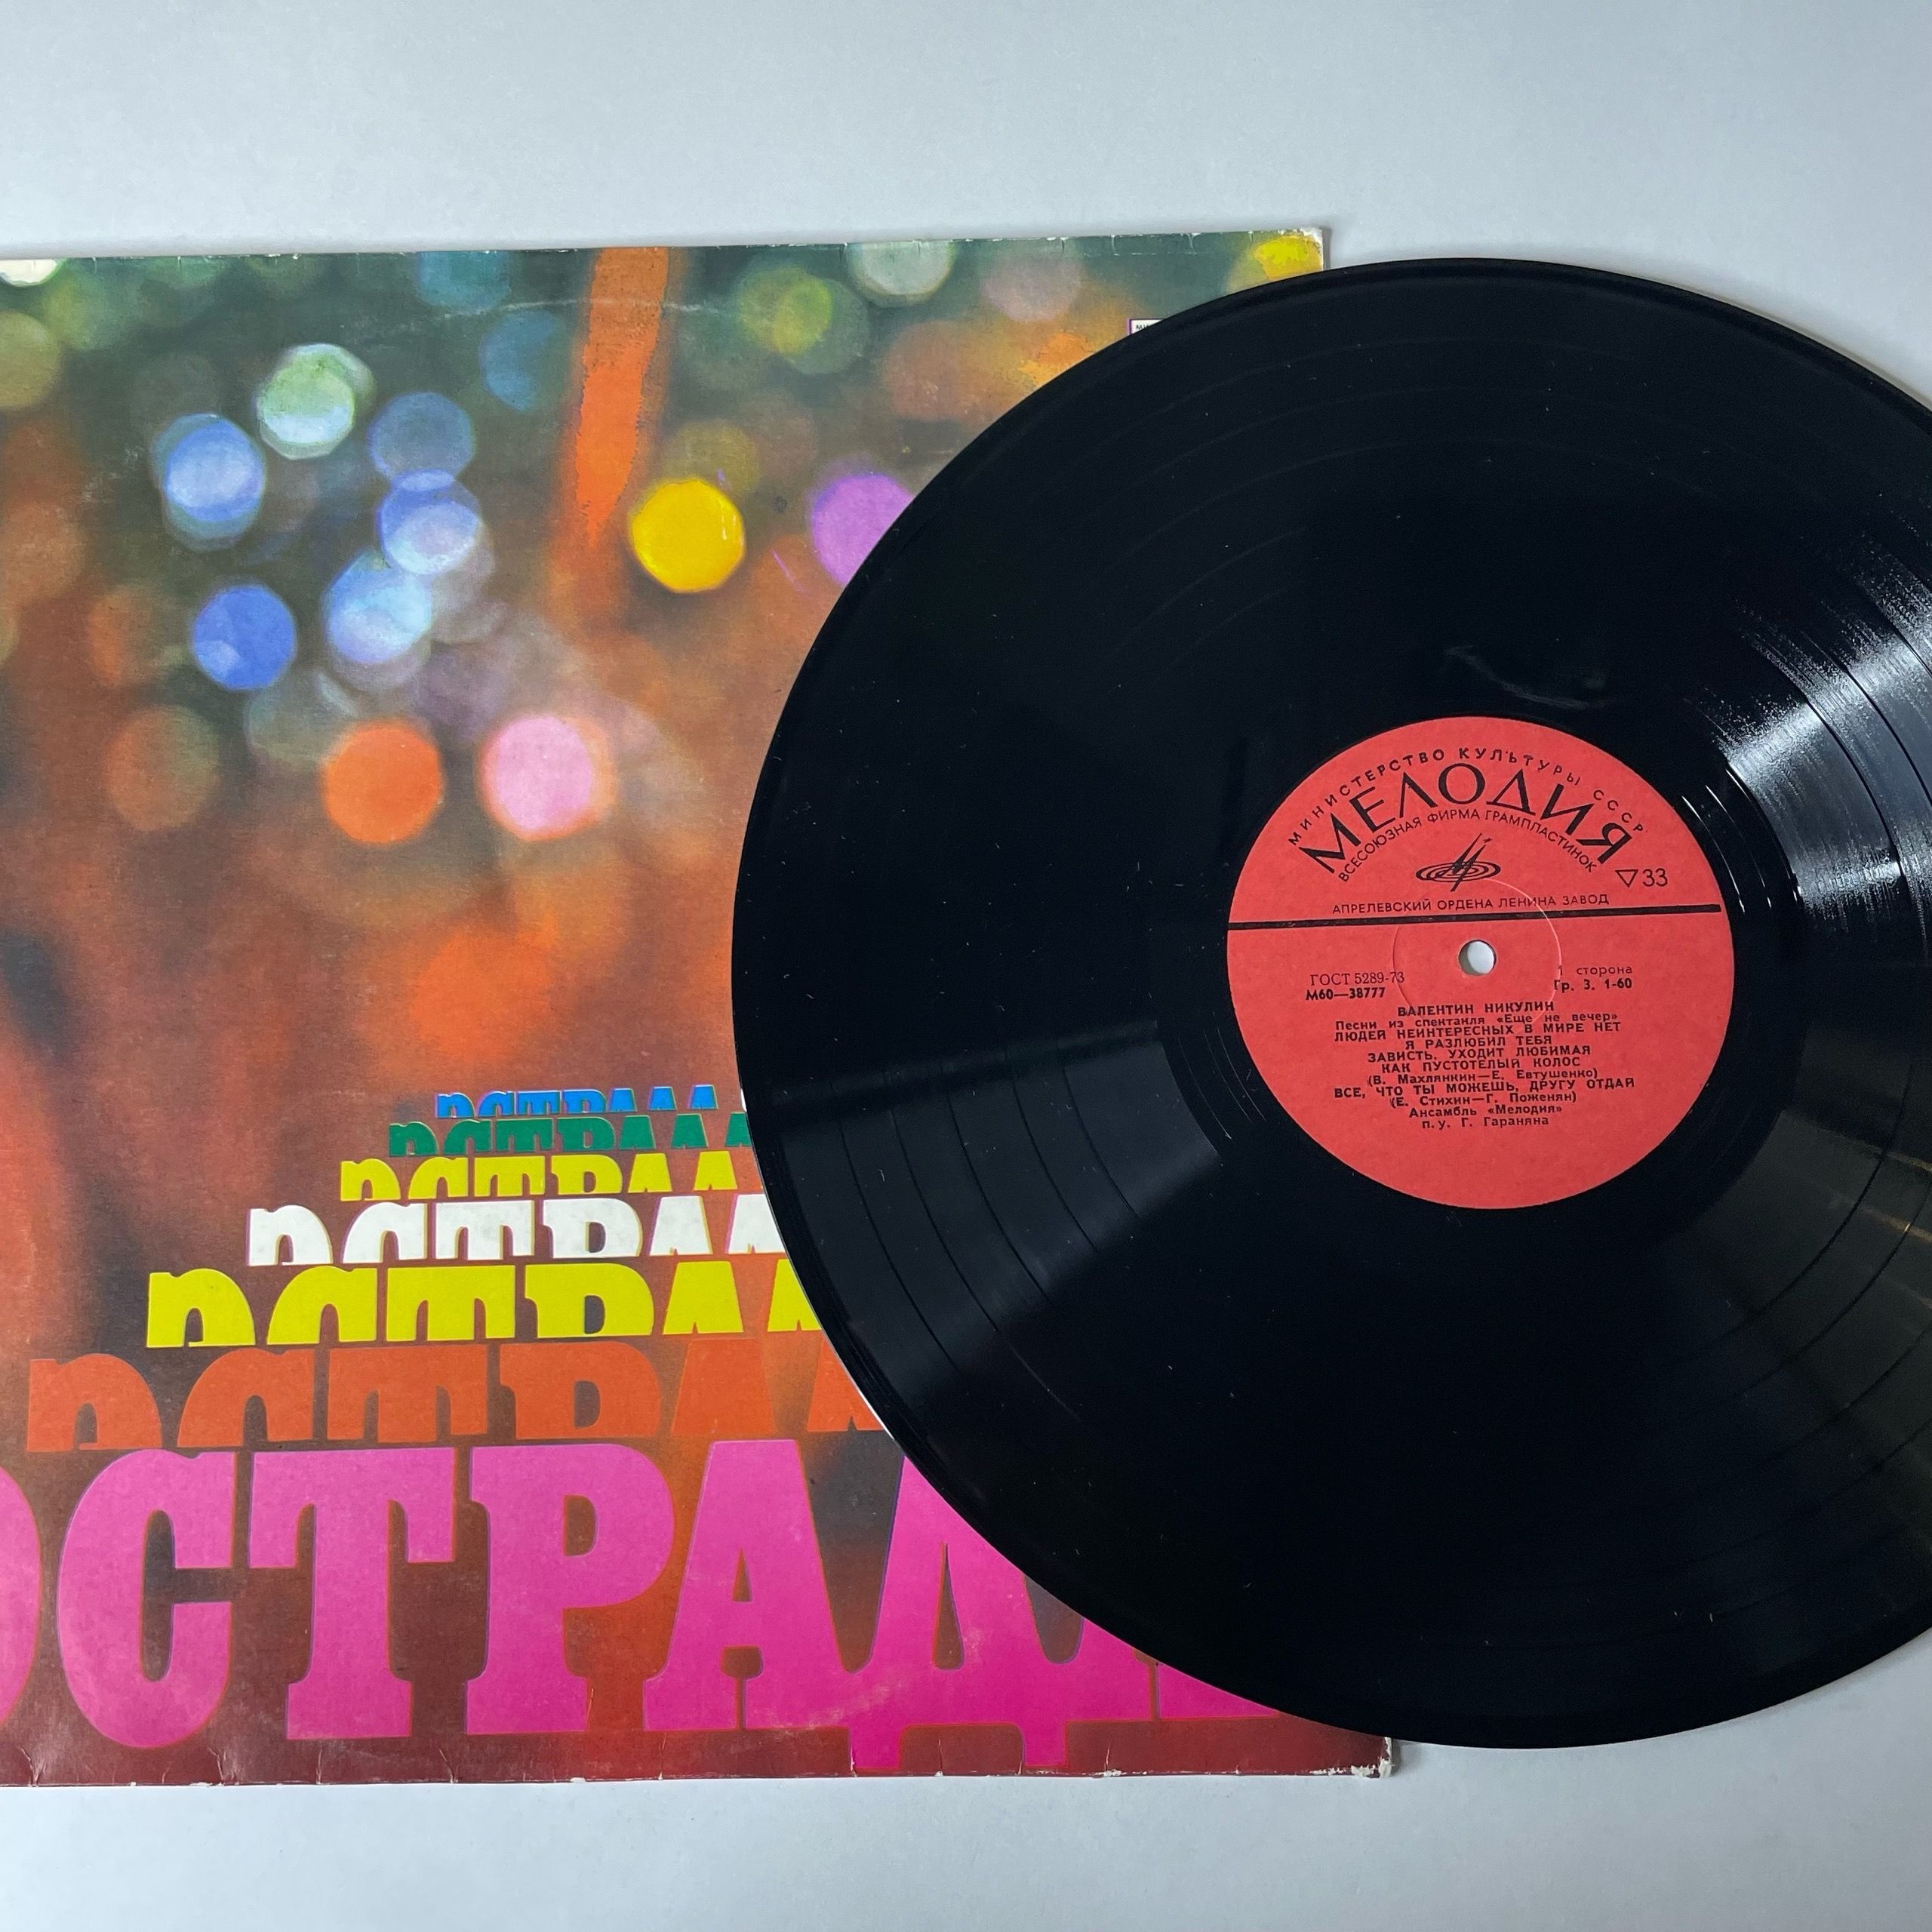 МИНИСТЕРСТВО КУЛЬТУРЫ СССР
МЕЛОДИЯ
ВСЕСОЮЗНАЯ ФИРМА ГРАМПЛАСТИНОК
▽33
АПРЕЛЕВСКИЙ ОРДЕНА ЛЕНИНА ЗАВОД
ГОСТ 5289-73
М60—38777
1 сторона
Гр. 3. 1-60
ВАЛЕНТИН НИКУЛИН
Песни из спектакля «Еще не вечер»
ЛЮДЕЙ НЕИНТЕРЕСНЫХ В МИРЕ НЕТ
Я РАЗЛЮБИЛ ТЕБЯ
ЗАВИСТЬ. УХОДИТ ЛЮБИМАЯ
КАК ПУСТОТЕЛЫЙ КОЛОС
(В. Махлянкин—Е. Евтушенко)
ВСЕ, ЧТО ТЫ МОЖЕШЬ, ДРУГУ ОТДАЙ
(Е. Стихин—Г. Поженян)
Ансамбль «Мелодия»
п. у. Г. Гараняна
ЭСТРАДА